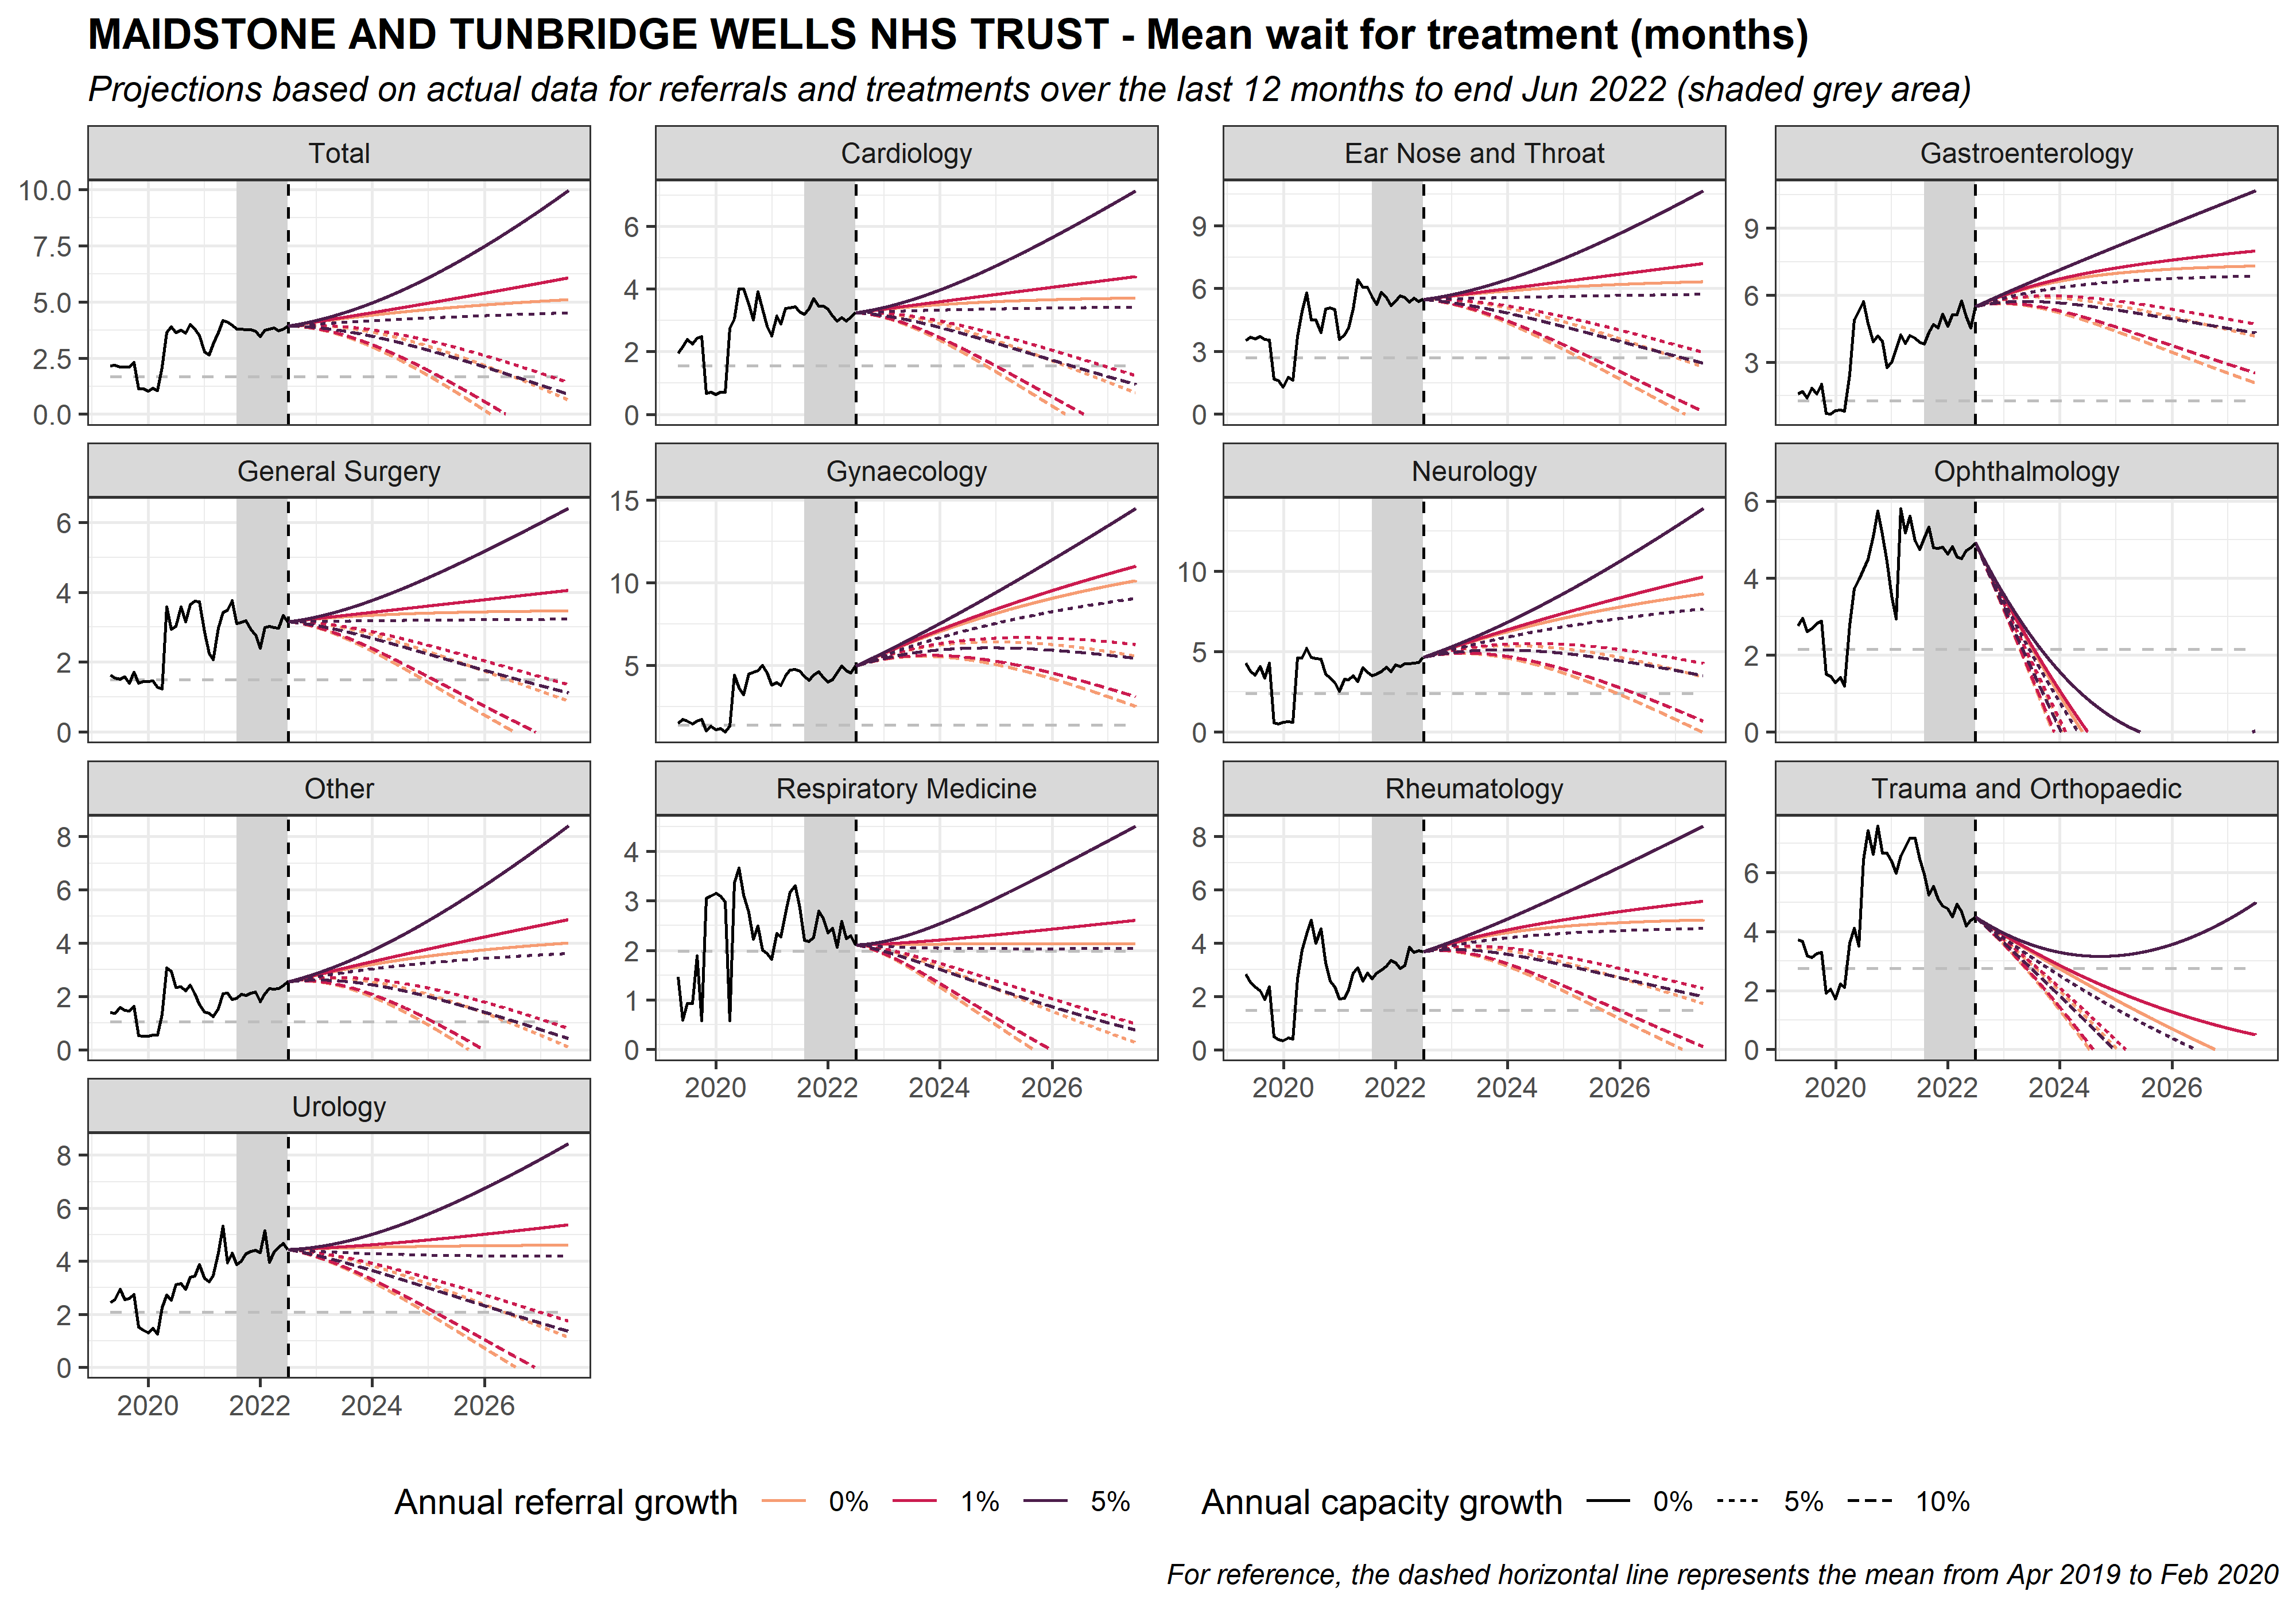 MAIDSTONE AND TUNBRIDGE WELLS NHS TRUST - Mean wait for treatment (months)
Projections based on actual data for referrals and treatments over the last 12 months to end Jun 2022 (shaded grey area)
Total
Cardiology
Ear Nose and Throat
Gastroenterology
10.0
7.5
5.0
2.5
0.0
6
4
2
0
9
6
3
0
9
6
3
General Surgery
Gynaecology
Neurology
Ophthalmology
6
4
2
0
15
10
5
10
5
0
6
4
2
0
Other
Respiratory Medicine
Rheumatology
Trauma and Orthopaedic
8
6
4
2
0
4
3
2
1
0
8
6
4
2
0
6
4
2
0
2020 2022 2024 2026
2020 2022 2024 2026
2020 2022 2024 2026
Urology
8
6
4
2
0
2020 2022 2024 2026
Annual referral growth 0% 1% 5% Annual capacity growth 0% 5% 10%
For reference, the dashed horizontal line represents the mean from Apr 2019 to Feb 2020